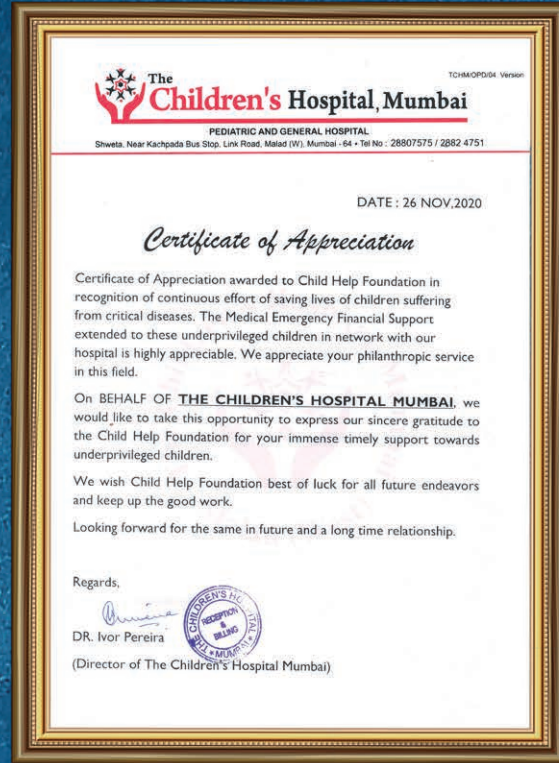 TCHM/OPD/04 Version
The
Children's Hospital, Mumbai
PEDIATRIC AND GENERAL HOSPITAL
Shweta, Near Kachpada Bus Stop, Link Road, Malad (W), Mumbai - 64 • Tel No : 28807575 / 2882 4751
DATE : 26 NOV,2020
Certificate of Appreciation
Certificate of Appreciation awarded to Child Help Foundation in
recognition of continuous effort of saving lives of children suffering
from critical diseases. The Medical Emergency Financial Support
extended to these underprivileged children in network with our
hospital is highly appreciable. We appreciate your philanthropic service
in this field.
On BEHALF OF THE CHILDREN'S HOSPITAL MUMBAI, we
would like to take this opportunity to express our sincere gratitude to
the Child Help Foundation for your immense timely support towards
underprivileged children.
We wish Child Help Foundation best of luck for all future endeavors
and keep up the good work.
Looking forward for the same in future and a long time relationship.
Regards,
THE CHILDREN'S HOSPITAL
RECEPTION
&
BILLING
★ MUMBAI ★
DR. Ivor Pereira
(Director of The Children's Hospital Mumbai)